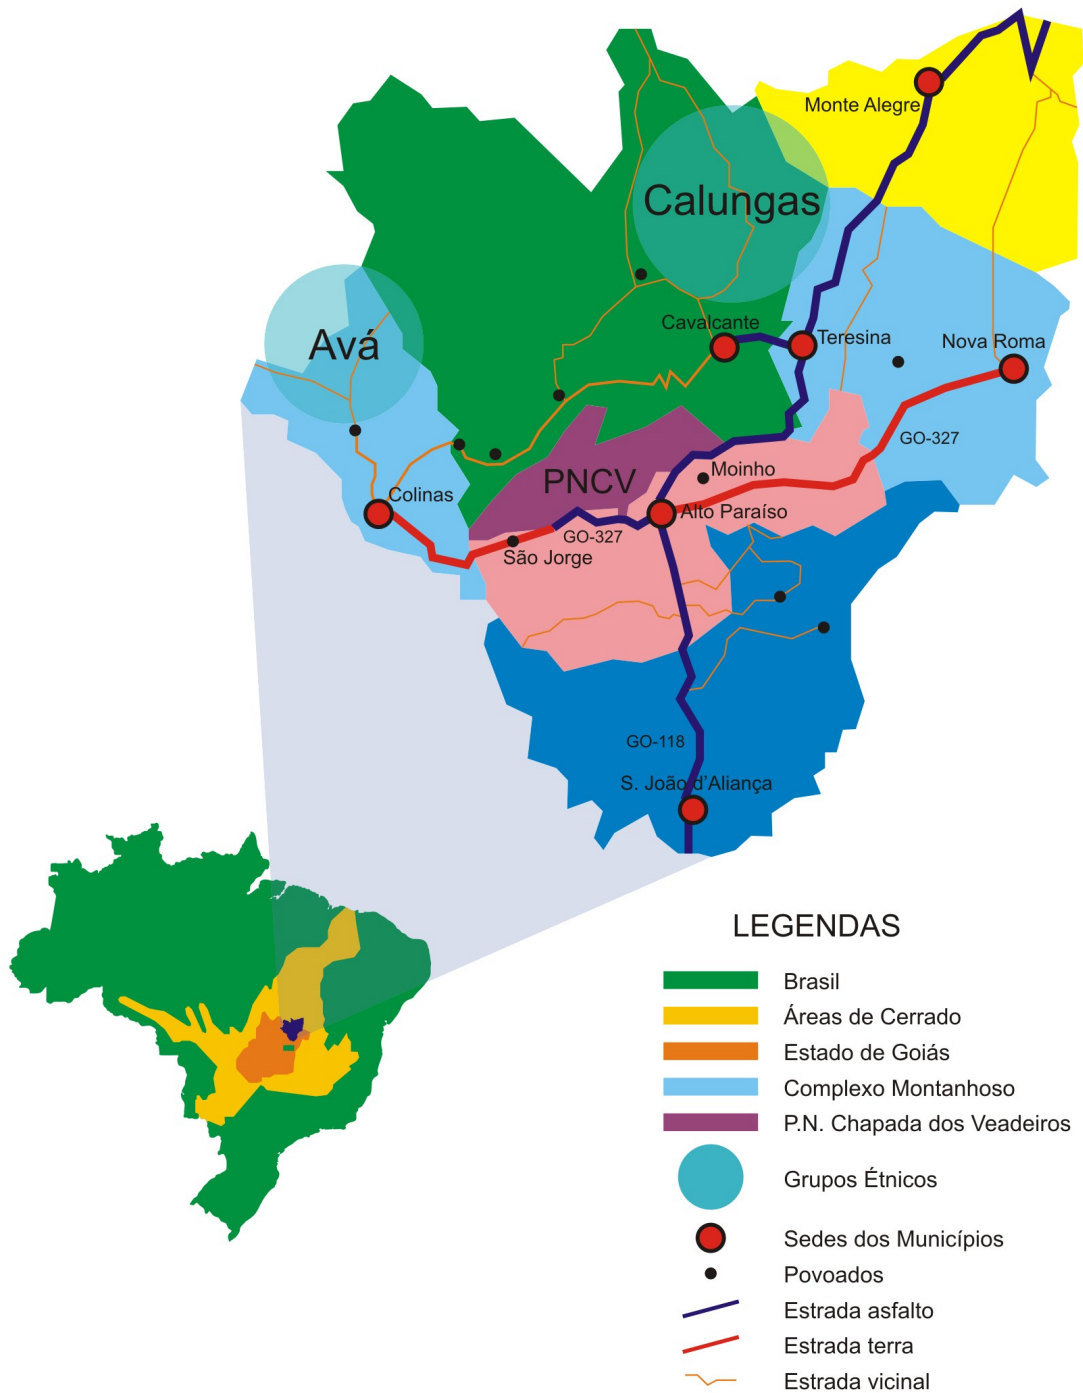 Monte Alegre
Calungas
Avá
Cavalcante
Teresina
Nova Roma
GO-327
Moinho
PNCV
Colinas
Alto Paraíso
GO-327
São Jorge
GO-118
S. João d'Aliança
LEGENDAS
Brasil
Áreas de Cerrado
Estado de Goiás
Complexo Montanhoso
P.N. Chapada dos Veadeiros
Grupos Étnicos
Sedes dos Municípios
Povoados
Estrada asfalto
Estrada terra
Estrada vicinal